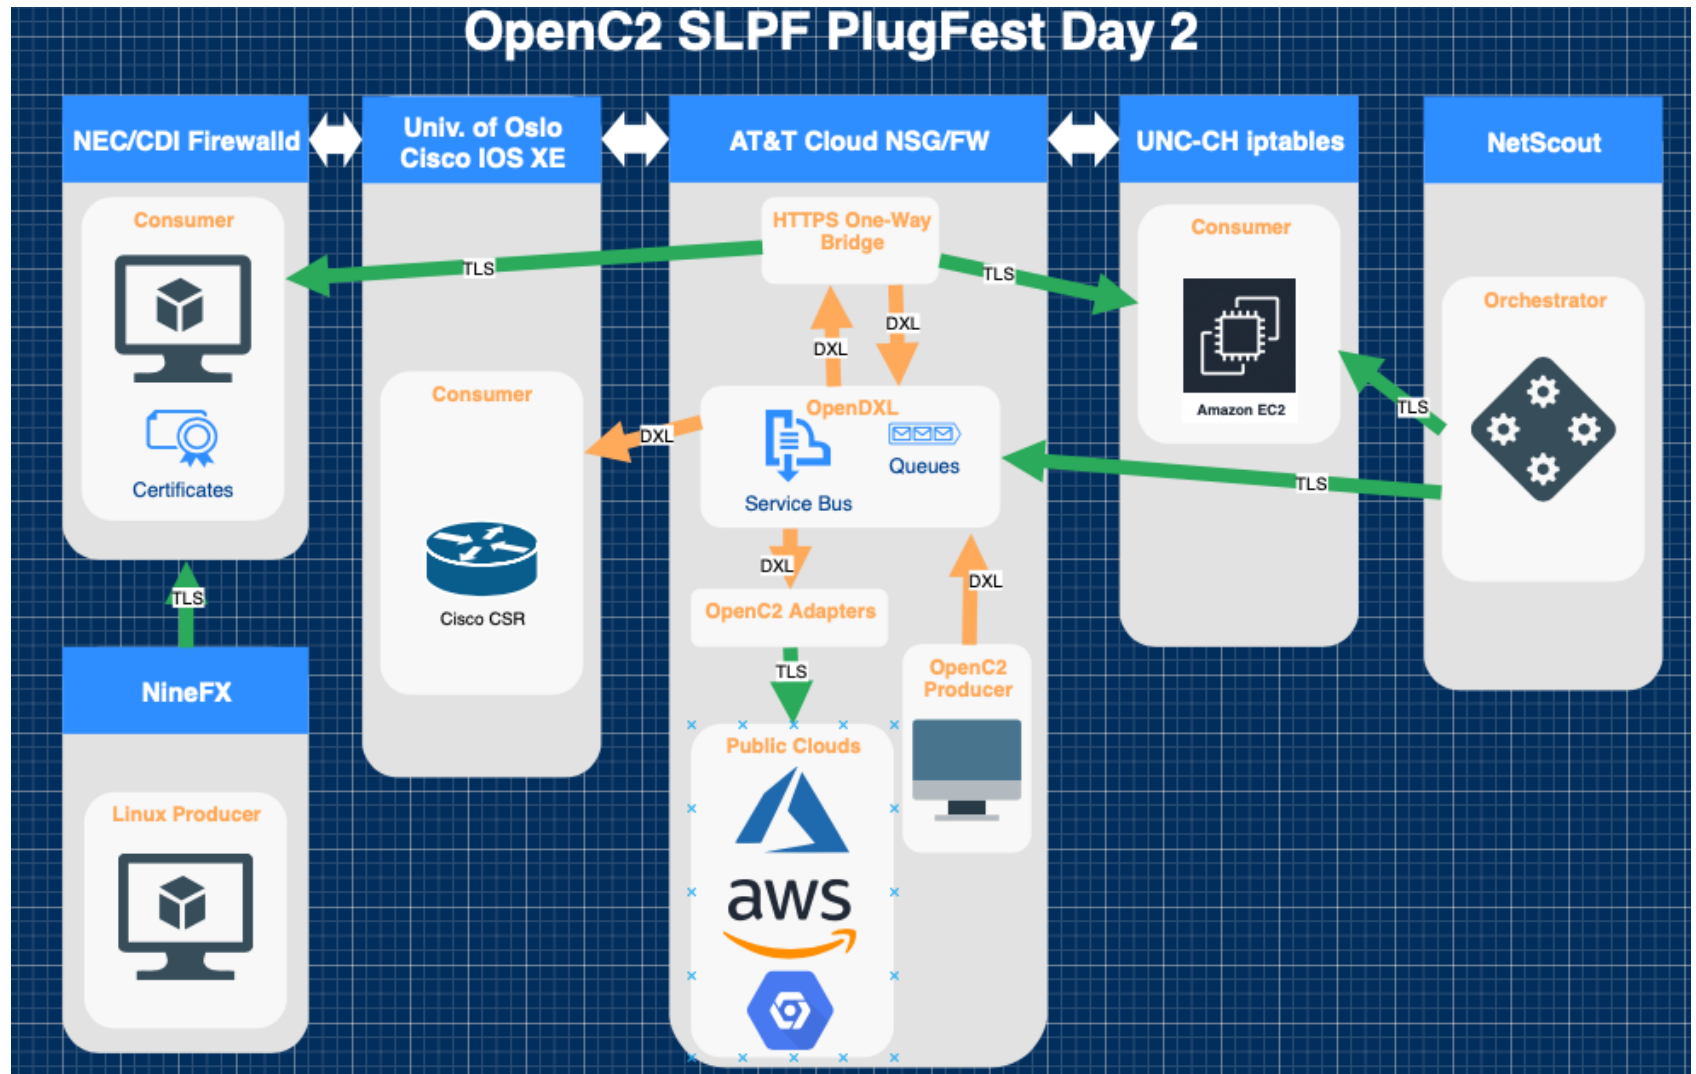 OpenC2 SLPF PlugFest Day 2
NEC/CDI Firewalld
Univ. of Oslo
Cisco IOS XE
AT&T Cloud NSG/FW
UNC-CH iptables
NetScout
Consumer
Certificates
TLS
NineFX
Linux Producer
TLS
Consumer
DXL
Cisco CSR
HTTPS One-Way
Bridge
TLS
DXL
DXL
OpenDXL
Queues
Service Bus
DXL
DXL
OpenC2 Adapters
TLS
OpenC2
Producer
Public Clouds
aws
Consumer
Amazon EC2
TLS
TLS
Orchestrator